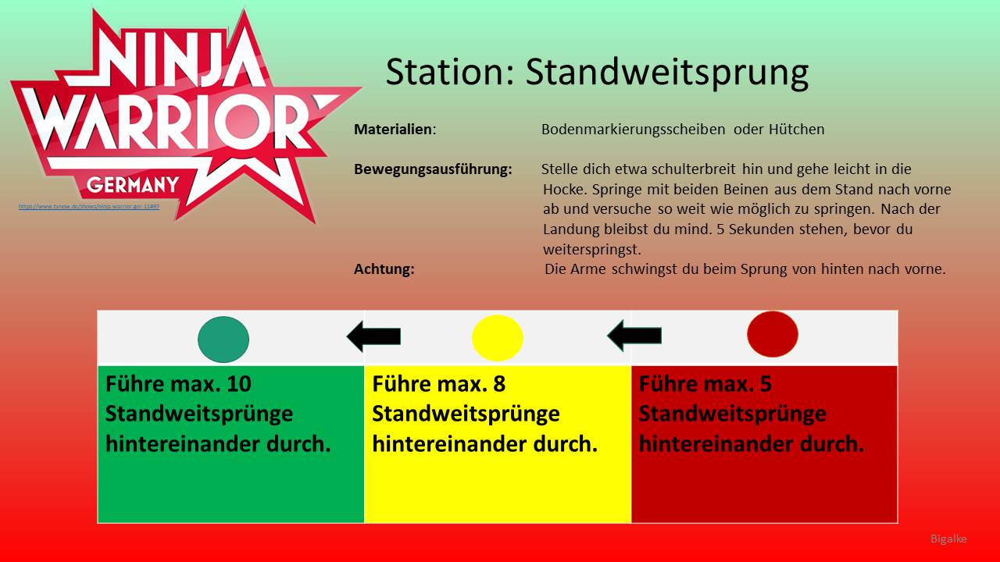 NINJA
WARRIOR
GERMANY
Station: Standweitsprung
Materialien: Bodenmarkierungsscheiben oder Hütchen
Bewegungsausführung: Stelle dich etwa schulterbreit hin und gehe leicht in die
Hocke. Springe mit beiden Beinen aus dem Stand nach vorne
ab und versuche so weit wie möglich zu springen. Nach der
Landung bleibst du mind. 5 Sekunden stehen, bevor du
weiterspringst.
Achtung: Die Arme schwingst du beim Sprung von hinten nach vorne.
https://www.tvnow.de/shows/ninja-warrior-ger-11497
Führe max. 10
Standweitsprünge
hintereinander durch.
Führe max. 8
Standweitsprünge
hintereinander durch.
Führe max. 5
Standweitsprünge
hintereinander durch.
Bigalke